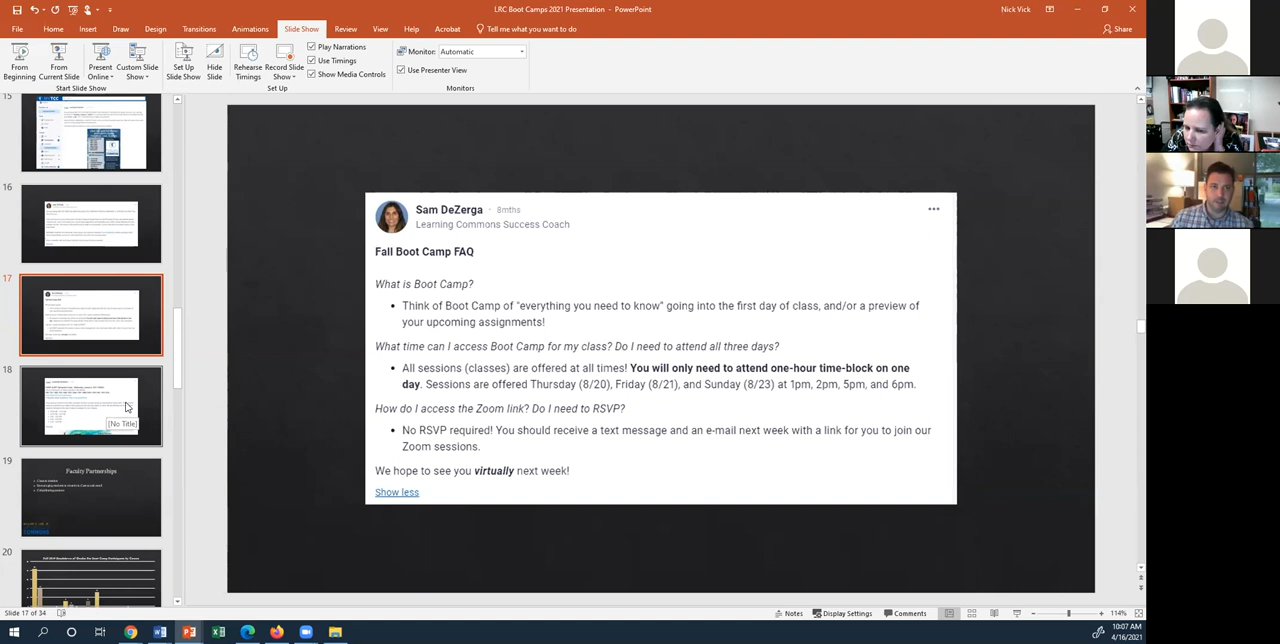 LRC Boot Camps 2021 Presentation - PowerPoint
Nick Vick
File Home Insert Draw Design Transitions Animations Slide Show Review View Help Acrobat Tell me what you want to do
Share
From Beginning
From Current Slide
Present Online
Custom Slide Show
Start Slide Show
Set Up Slide Show
Hide Slide
Rehearse Timings
Record Slide Show
Play Narrations
Use Timings
Show Media Controls
Set Up
Monitor: Automatic
Use Presenter View
Monitors
15
16
17
18
[No Title]
19
Faculty Partnerships
COMMONS
20
Sam DeZerga · 8mths
Learning Commons Success Coach
Fall Boot Camp FAQ
What is Boot Camp?
• Think of Boot Camp of "everything you need to know" going into the first day of class, and/or a preview of
your upcoming assignments!
What time can I access Boot Camp for my class? Do I need to attend all three days?
• All sessions (classes) are offered at all times! You will only need to attend one-hour time-block on one
day. Sessions are offered Thursday (8/20), Friday (8/21), and Sunday (8/23) at 1pm, 2pm, 5pm, and 6pm.
How do I access the Zoom link? Do I need to RSVP?
• No RSVP required! You should receive a text message and an e-mail next week with a link for you to join our
Zoom sessions.
We hope to see you virtually next week!
Show less
Slide 17 of 34
Notes Display Settings Comments 114%
10:07 AM
4/16/2021